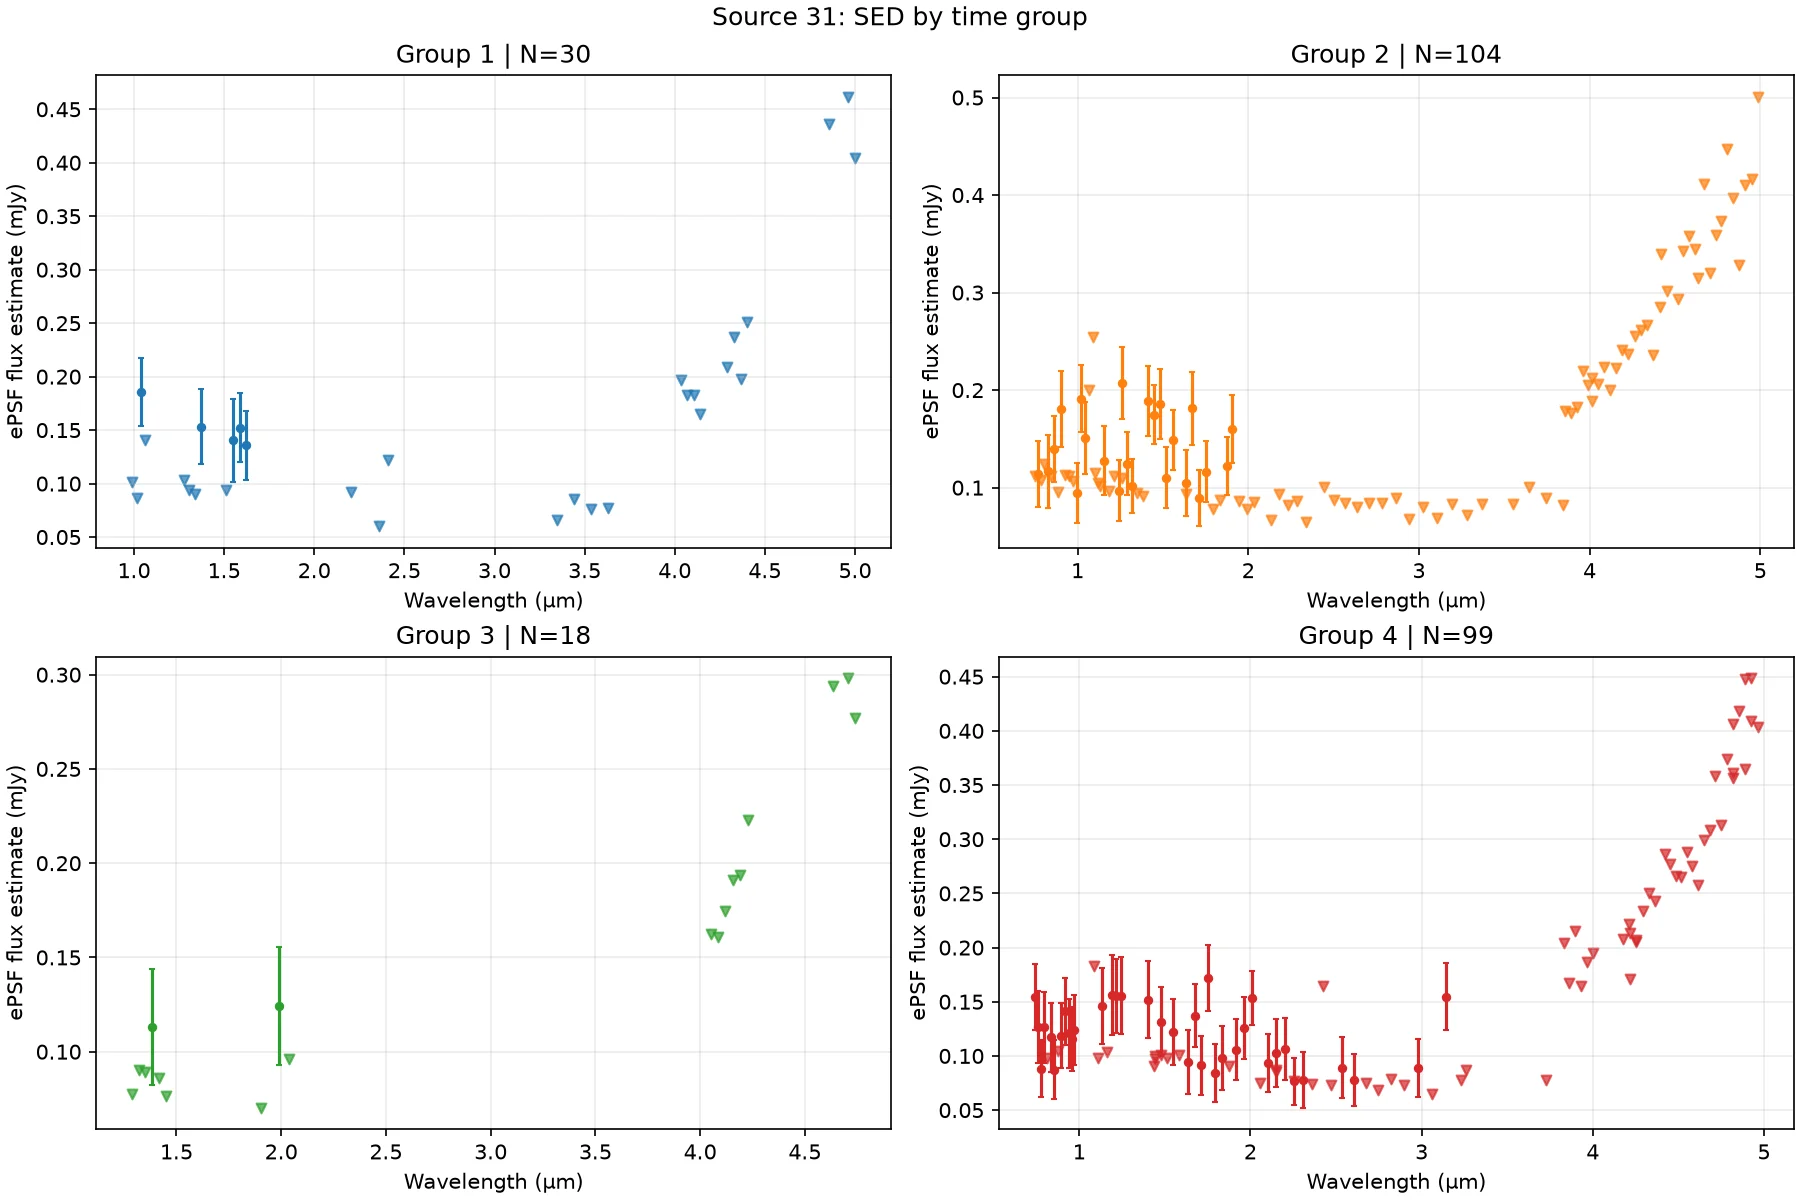 Source 31: SED by time group
Group 1 | N=30
ePSF flux estimate (mJy)
0.45
0.40
0.35
0.30
0.25
0.20
0.15
0.10
0.05
1.0 1.5 2.0 2.5 3.0 3.5 4.0 4.5 5.0
Wavelength (μm)
Group 2 | N=104
ePSF flux estimate (mJy)
0.5
0.4
0.3
0.2
0.1
1 2 3 4 5
Wavelength (μm)
Group 3 | N=18
ePSF flux estimate (mJy)
0.30
0.25
0.20
0.15
0.10
1.5 2.0 2.5 3.0 3.5 4.0 4.5
Wavelength (μm)
Group 4 | N=99
ePSF flux estimate (mJy)
0.45
0.40
0.35
0.30
0.25
0.20
0.15
0.10
0.05
1 2 3 4 5
Wavelength (μm)